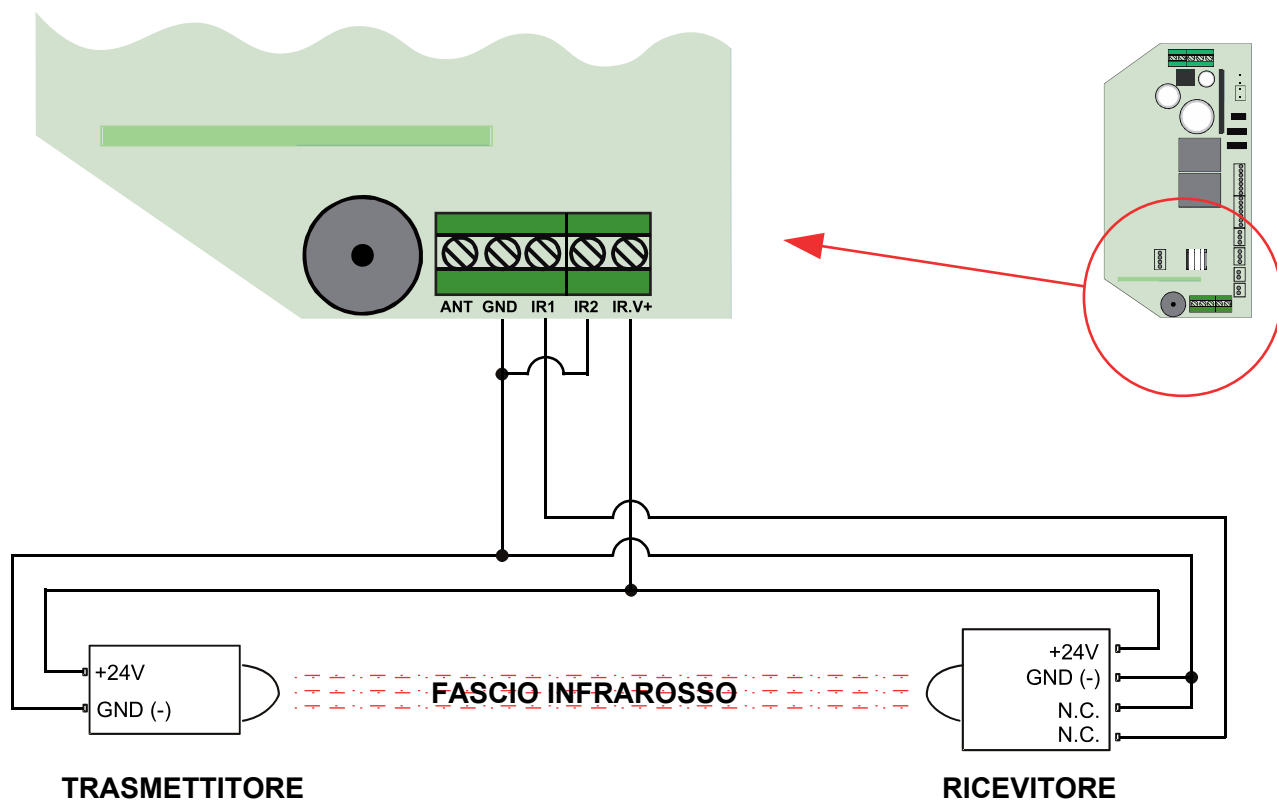 ANT GND IR1 IR2 IR.V+
+24V
GND (-)
FASCIO INFRAROSSO
+24V
GND (-)
N.C.
N.C.
TRASMETTITORE
RICEVITORE